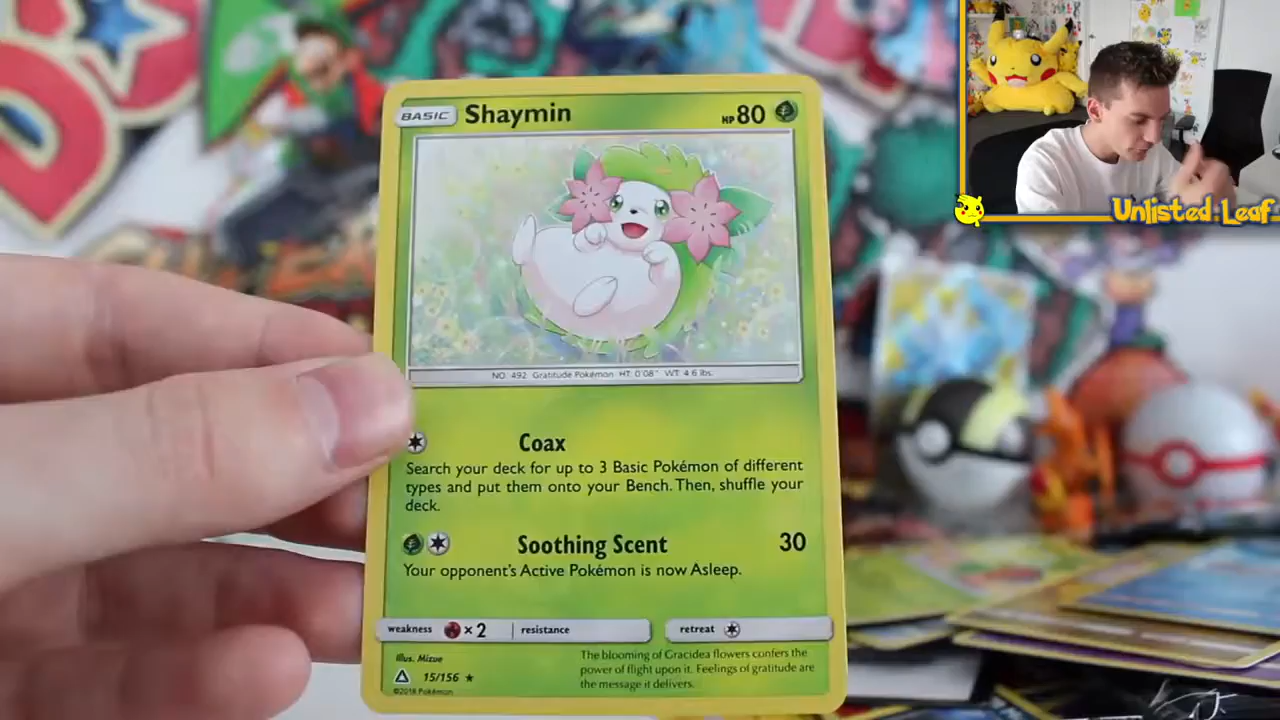 BASIC Shaymin HP 80
NO. 492 Gratitude Pokémon HT: 0'08" WT: 4.6 lbs.
Coax
Search your deck for up to 3 Basic Pokémon of different
types and put them onto your Bench. Then, shuffle your
deck.
Soothing Scent 30
Your opponent's Active Pokémon is now Asleep.
weakness ×2 resistance retreat
Illus. Mizue
15/156
©2018 Pokémon
The blooming of Gracidea flowers confers the
power of flight upon it. Feelings of gratitude are
the message it delivers.
Unlisted Leaf